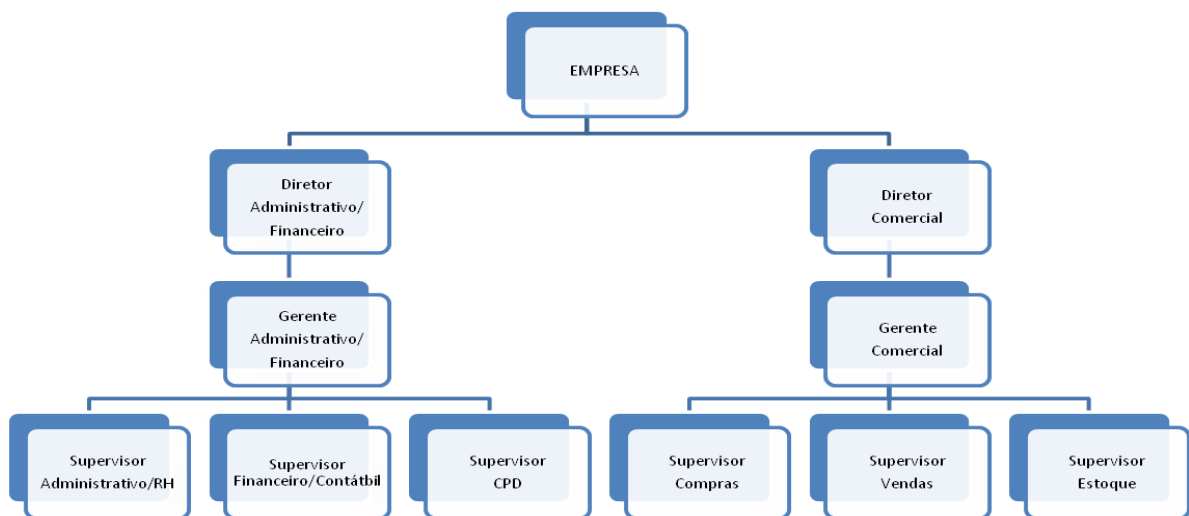 EMPRESA
Diretor
Administrativo/
Financeiro
Diretor
Comercial
Gerente
Administrativo/
Financeiro
Gerente
Comercial
Supervisor
Administrativo/RH
Supervisor
Financeiro/Contátbil
Supervisor
CPD
Supervisor
Compras
Supervisor
Vendas
Supervisor
Estoque